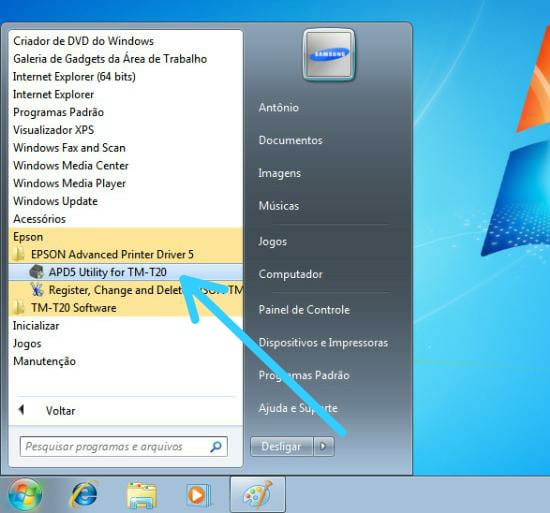 Criador de DVD do Windows
Galeria de Gadgets da Área de Trabalho
Internet Explorer (64 bits)
Internet Explorer
Programas Padrão
Visualizador XPS
Windows Fax and Scan
Windows Media Center
Windows Media Player
Windows Update
Acessórios
Epson
EPSON Advanced Printer Driver 5
APD5 Utility for TM-T20
Register, Change and Delete
TM-T20 Software
Inicializar
Jogos
Manutenção
Voltar
Pesquisar programas e arquivos
SAMSUNG
Antônio
Documentos
Imagens
Músicas
Jogos
Computador
Painel de Controle
Dispositivos e Impressoras
Programas Padrão
Ajuda e Suporte
Desligar